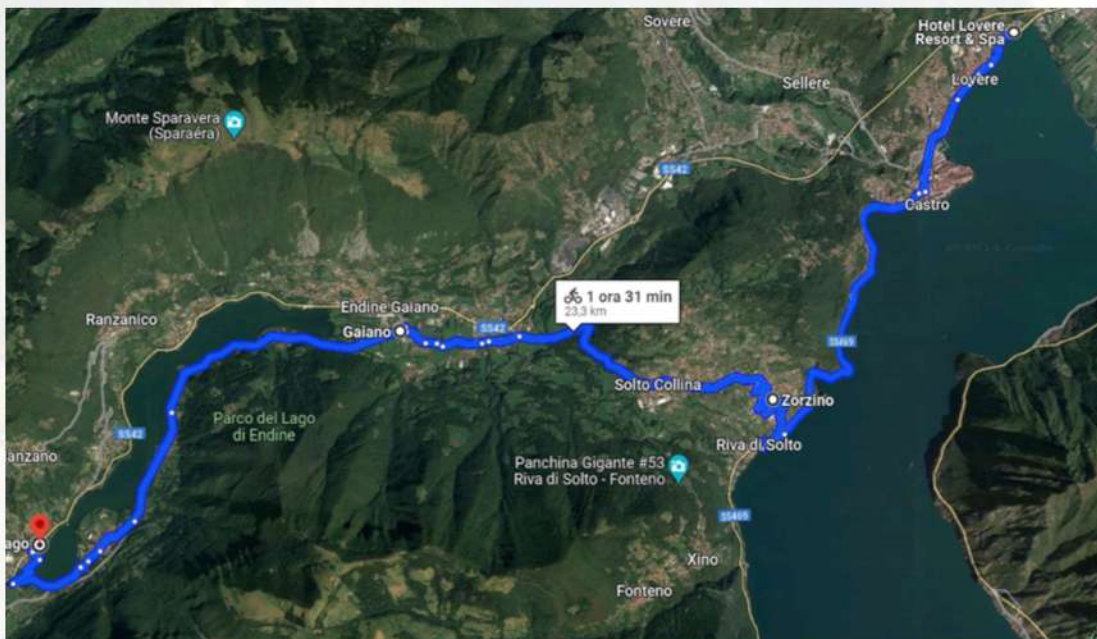 Sovere
Hotel Lovere
Resort & Spa
Lovere
Sellere
Monte Sparavera
(Sparaéra)
SS42
Castro
1 ora 31 min
23,3 km
Endine Gaiano
Ranzanico
Gaiano
SS42
SS469
Solto Collina
Zorzino
Parco del Lago
di Endine
SS42
Riva di Solto
Panchina Gigante #53
Riva di Solto - Fonteno
SS469
Xino
Fonteno